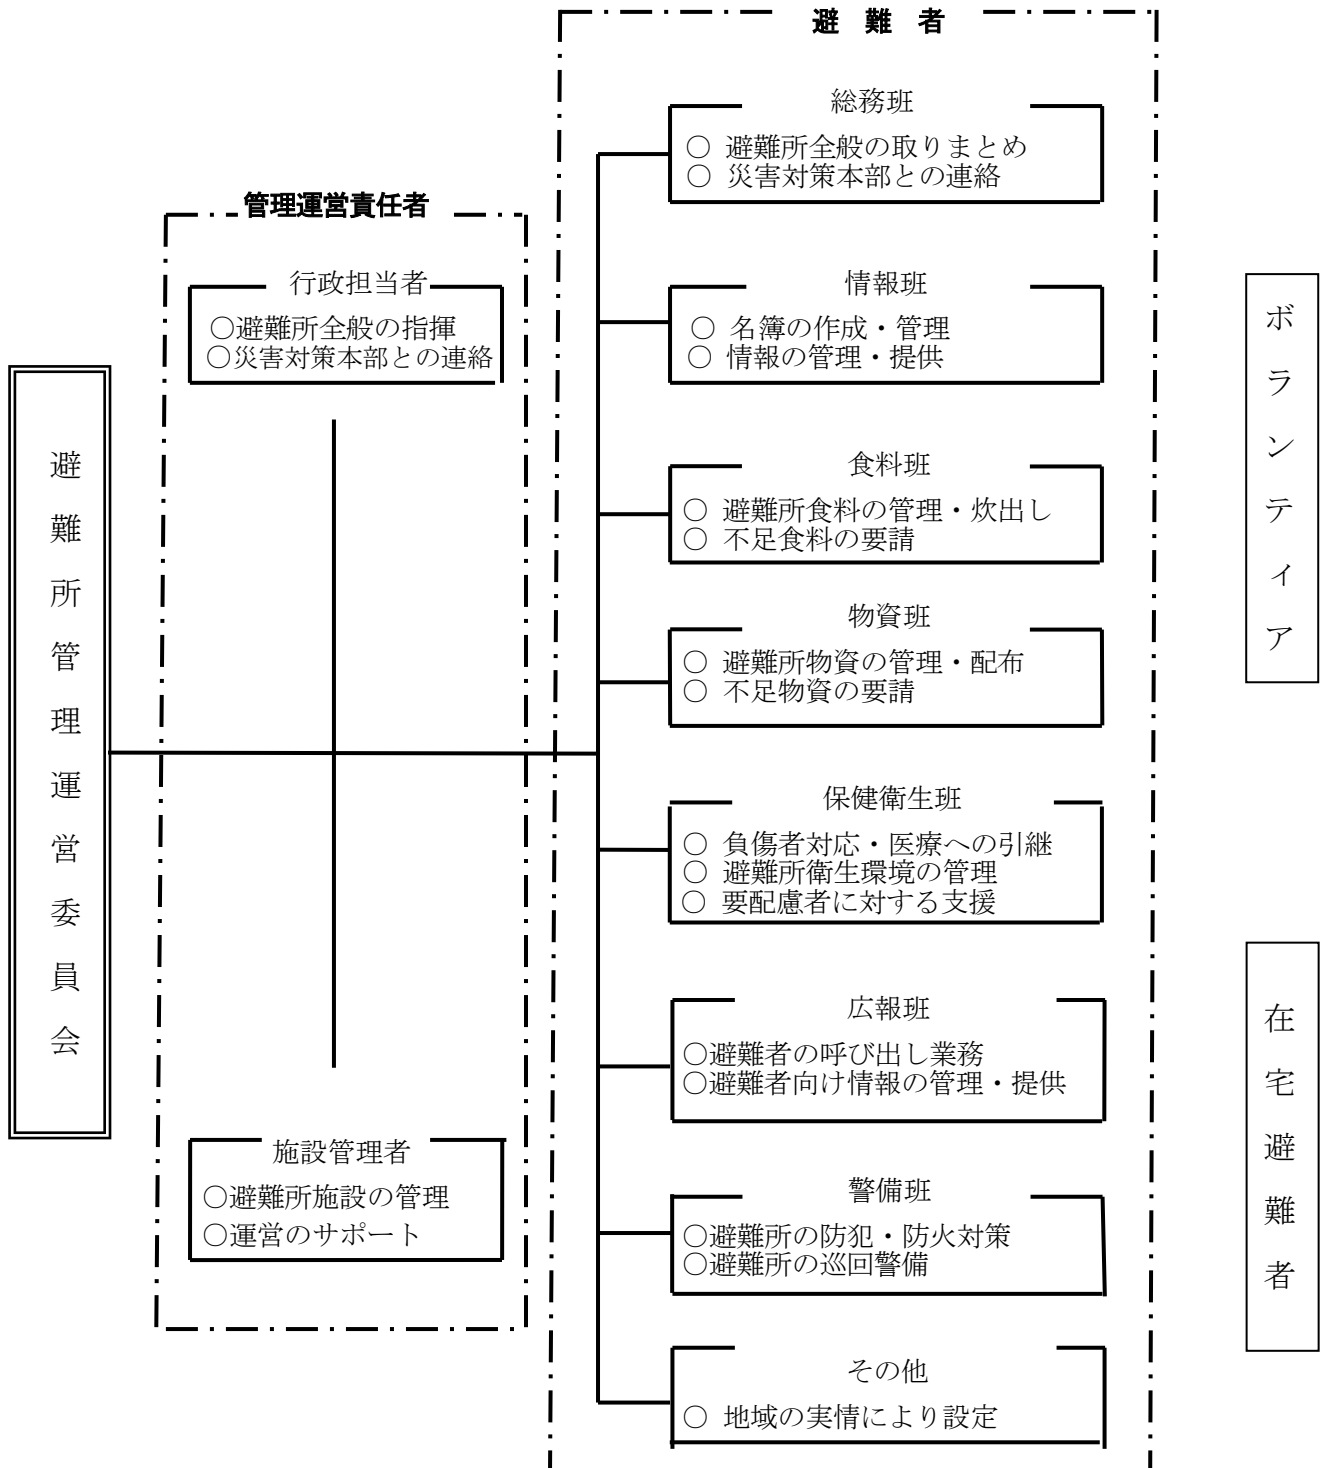 避難所管理運営委員会
管理運営責任者
行政担当者
○避難所全般の指揮
○災害対策本部との連絡
施設管理者
○避難所施設の管理
○運営のサポート
避 難 者
総務班
○ 避難所全般の取りまとめ
○ 災害対策本部との連絡
情報班
○ 名簿の作成・管理
○ 情報の管理・提供
食料班
○ 避難所食料の管理・炊出し
○ 不足食料の要請
物資班
○ 避難所物資の管理・配布
○ 不足物資の要請
保健衛生班
○ 負傷者対応・医療への引継
○ 避難所衛生環境の管理
○ 要配慮者に対する支援
広報班
○避難者の呼び出し業務
○避難者向け情報の管理・提供
警備班
○避難所の防犯・防火対策
○避難所の巡回警備
その他
○ 地域の実情により設定
ボランティア
在宅避難者